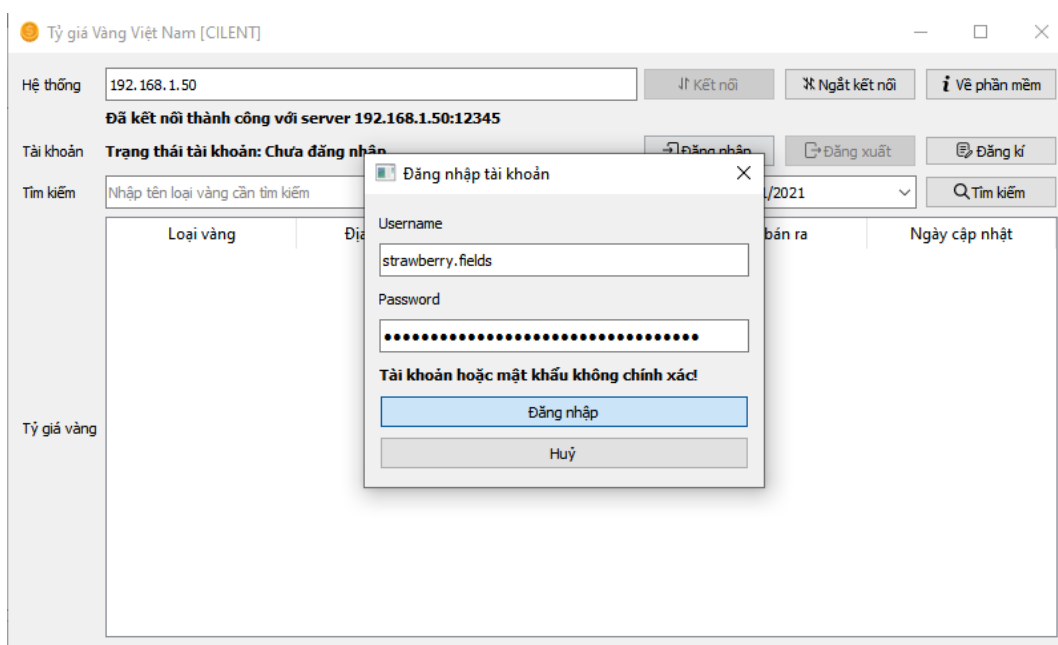 Tỷ giá Vàng Việt Nam [CILENT]
Hệ thống 192.168.1.50 Kết nối Ngắt kết nối Về phần mềm
Đã kết nối thành công với server 192.168.1.50:12345
Tài khoản Trạng thái tài khoản: Chưa đăng nhập Đăng nhập Đăng xuất Đăng kí
Tìm kiếm Nhập tên loại vàng cần tìm kiếm /2021 Tìm kiếm
Loại vàng bán ra Ngày cập nhật
Tỷ giá vàng
Đăng nhập tài khoản
Username
strawberry.fields
Password
Tài khoản hoặc mật khẩu không chính xác!
Đăng nhập
Huỷ